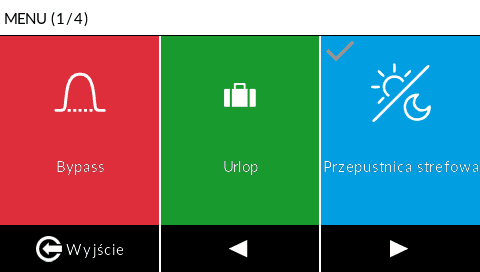 MENU (1/4)
Bypass
Urlop
Przepustnica strefowa
Wyjście